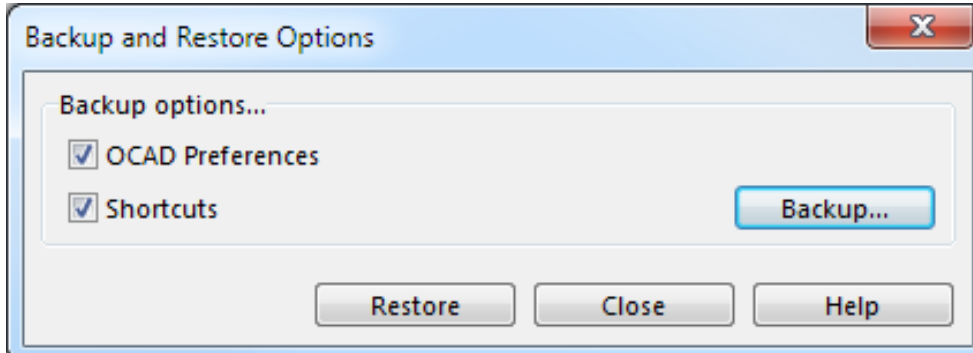 Backup and Restore Options
Backup options...
OCAD Preferences
Shortcuts
Backup...
Restore Close Help